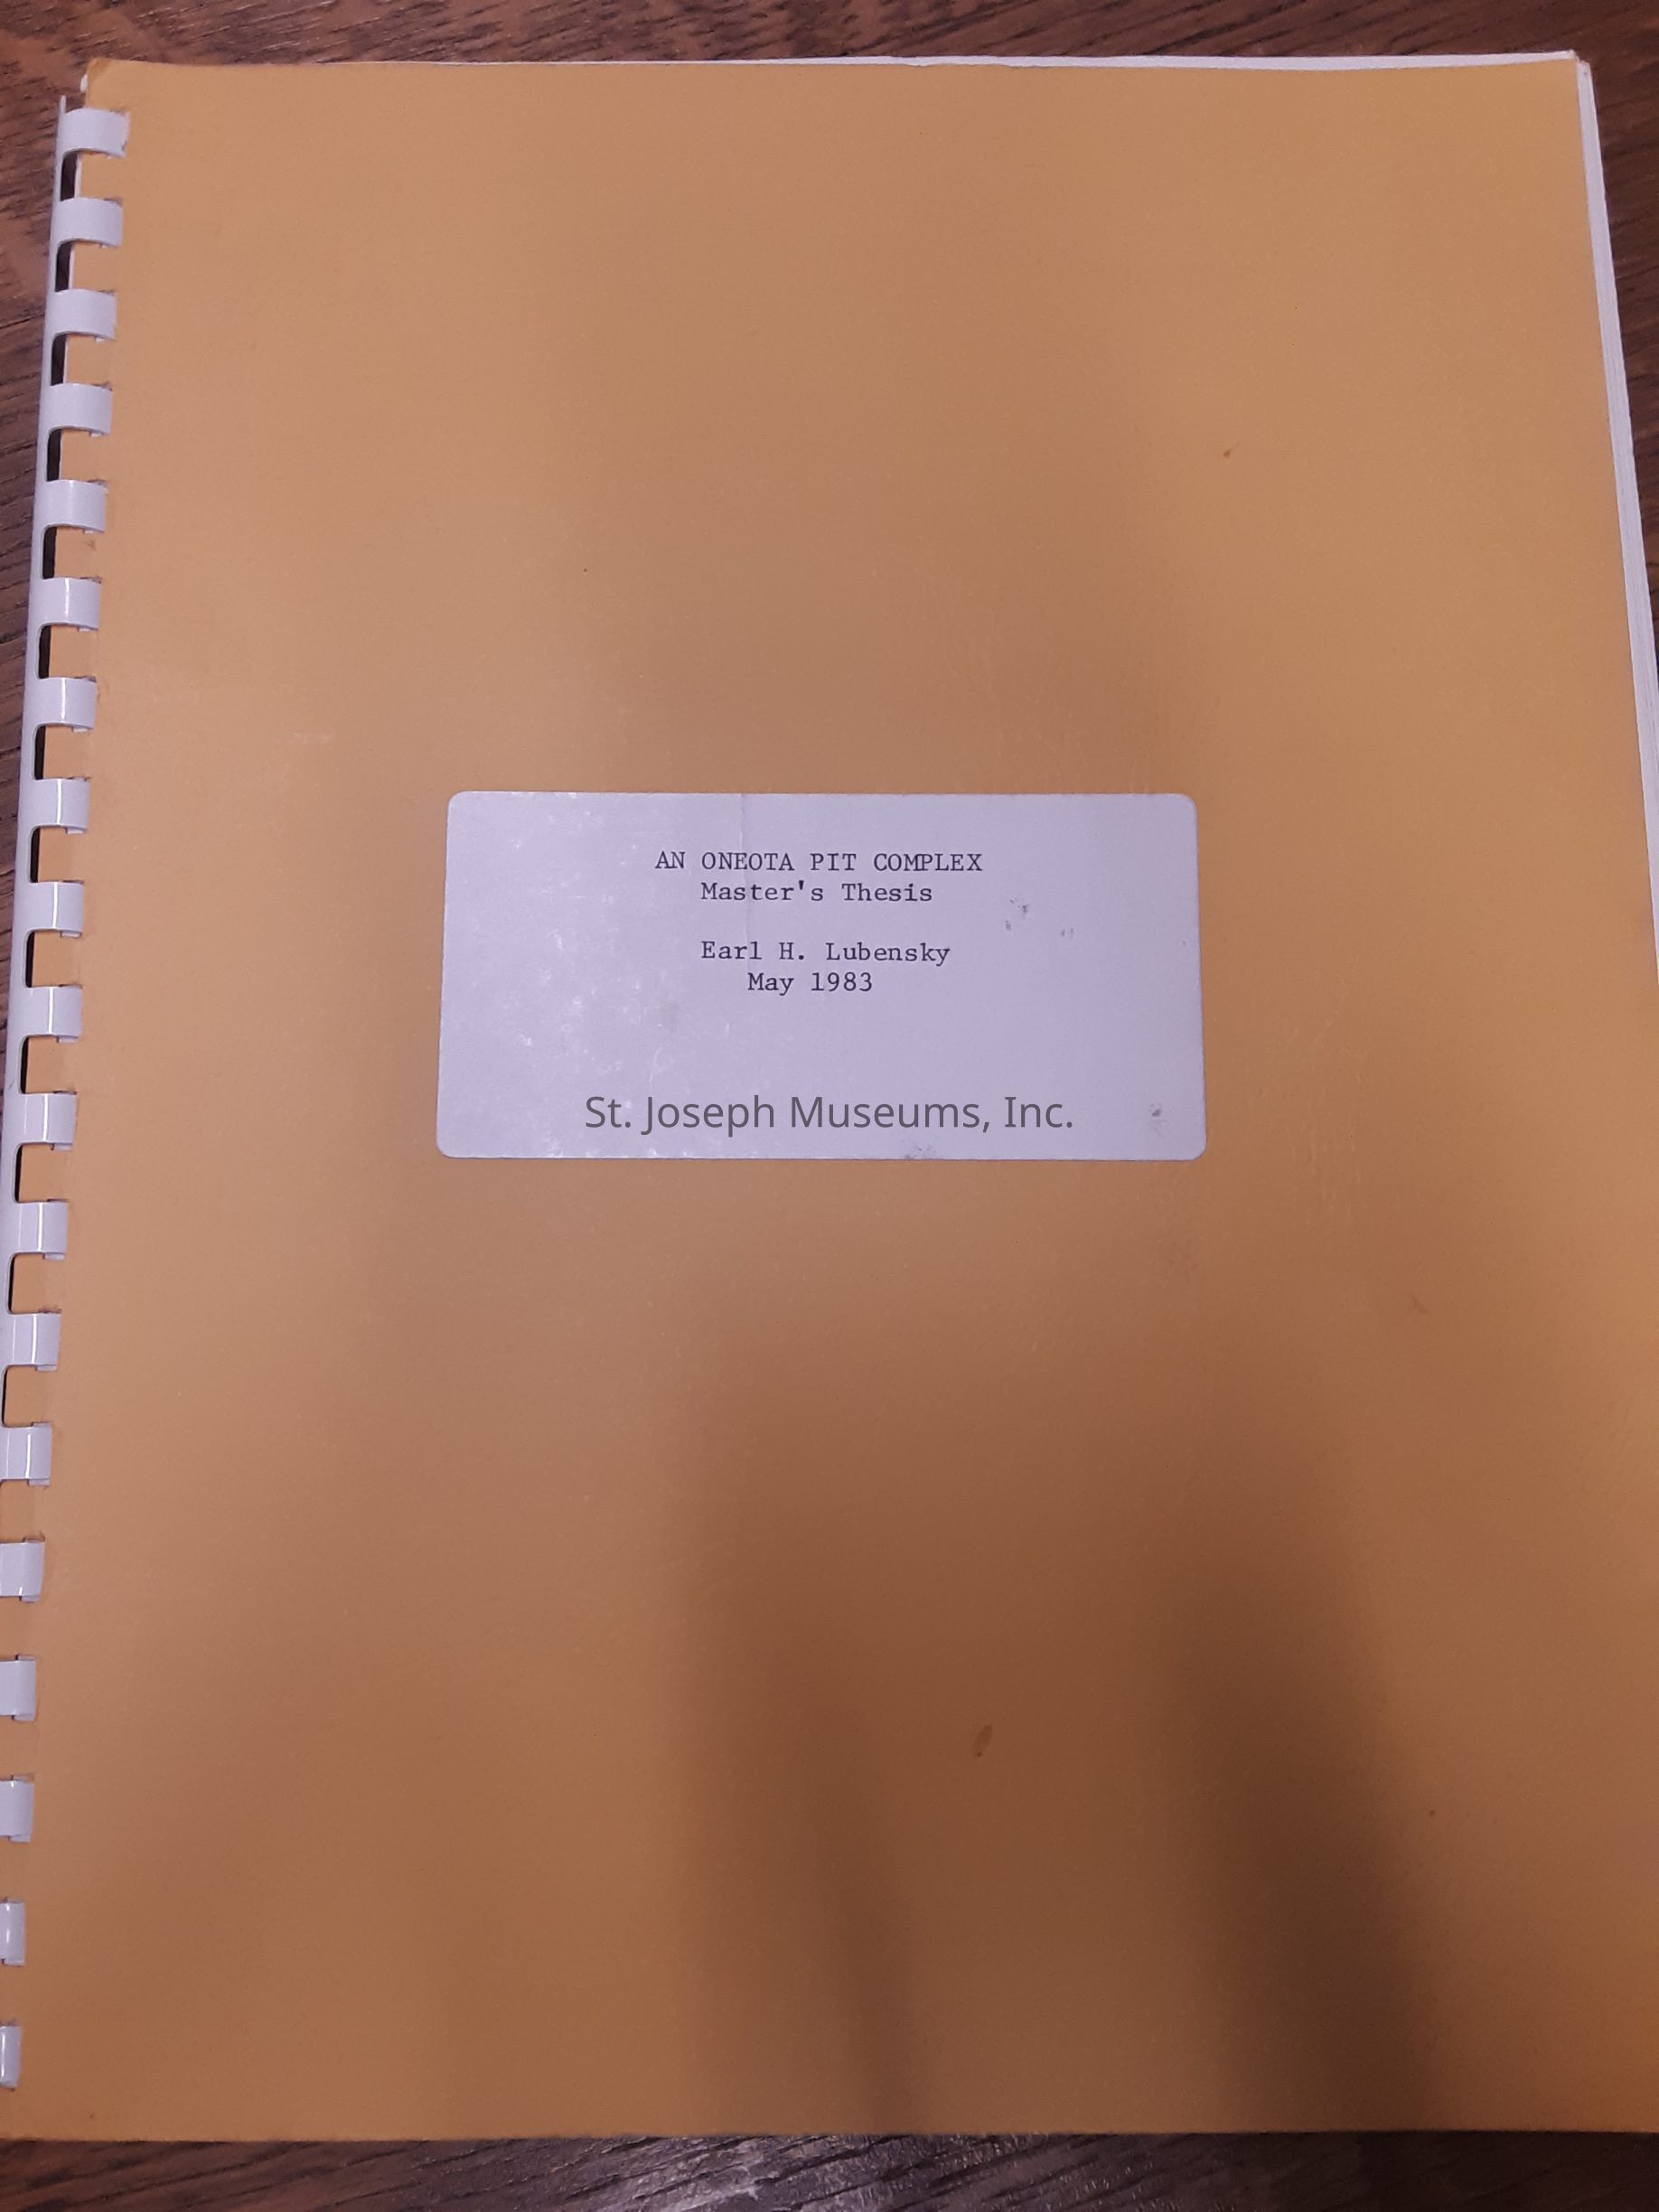 AN ONEOTA PIT COMPLEX
Master's Thesis
Earl H. Lubensky
May 1983
St. Joseph Museums, Inc.